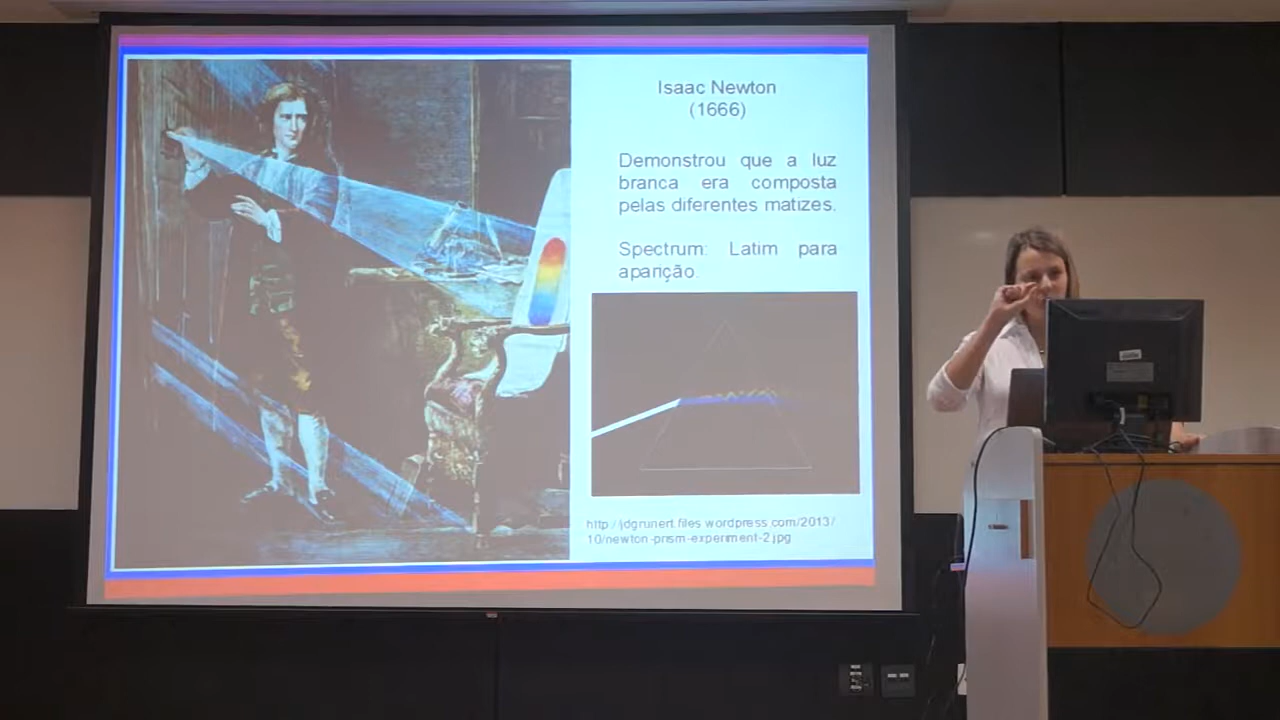 Isaac Newton
(1666)
Demonstrou que a luz
branca era composta
pelas diferentes matizes.
Spectrum: Latim para
aparição.
http://jdgrunert.files.wordpress.com/2013/
10/newton-prism-experiment-2.jpg